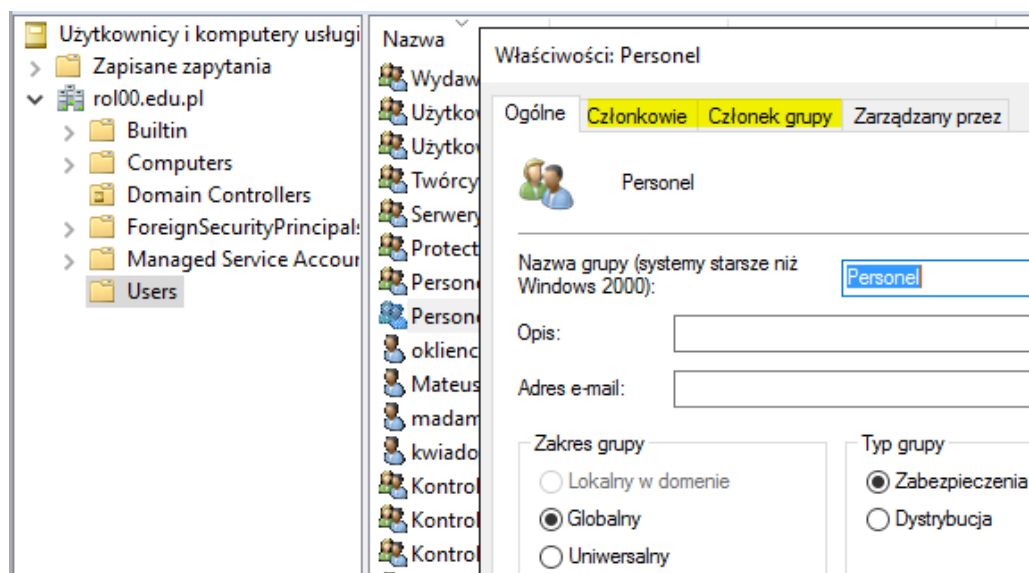 Użytkownicy i komputery usługi
Zapisane zapytania
rol00.edu.pl
Builtin
Computers
Domain Controllers
ForeignSecurityPrincipals
Managed Service Accour
Users
Nazwa
Wydaw
Użytkow
Użytkow
Twórcy
Serwery
Protect
Person
Person
oklienc
Mateus
madam
kwiado
Kontrol
Kontrol
Kontrol
Właściwości: Personel
Ogólne Członkowie Członek grupy Zarządzany przez
Personel
Nazwa grupy (systemy starsze niż
Windows 2000):
Personel
Opis:
Adres e-mail:
Zakres grupy
Lokalny w domenie
Globalny
Uniwersalny
Typ grupy
Zabezpieczenia
Dystrybucja